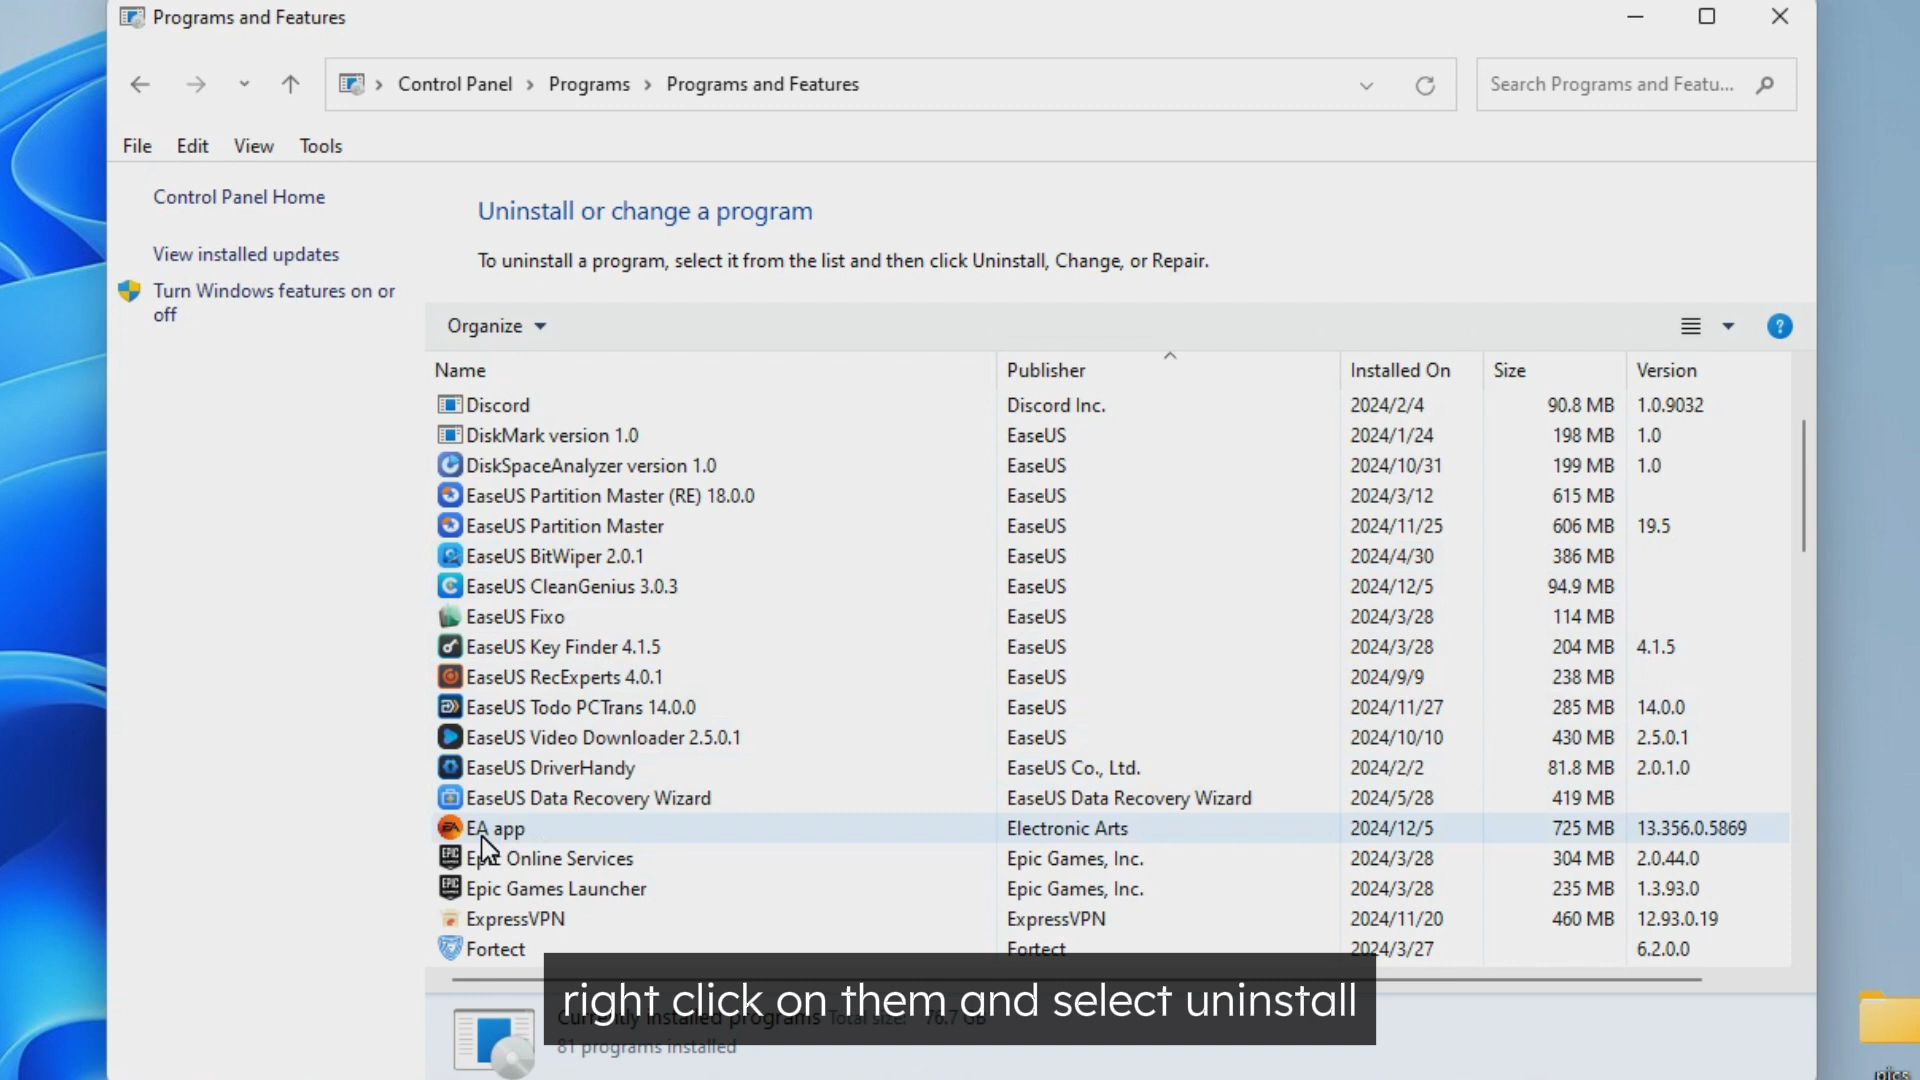 Programs and Features
Control Panel > Programs > Programs and Features
Search Programs and Featu...
File Edit View Tools
Control Panel Home
View installed updates
Turn Windows features on or
off
Uninstall or change a program
To uninstall a program, select it from the list and then click Uninstall, Change, or Repair.
Organize
Name Publisher Installed On Size Version
Discord Discord Inc. 2024/2/4 90.8 MB 1.0.9032
DiskMark version 1.0 EaseUS 2024/1/24 198 MB 1.0
DiskSpaceAnalyzer version 1.0 EaseUS 2024/10/31 199 MB 1.0
EaseUS Partition Master (RE) 18.0.0 EaseUS 2024/3/12 615 MB
EaseUS Partition Master EaseUS 2024/11/25 606 MB 19.5
EaseUS BitWiper 2.0.1 EaseUS 2024/4/30 386 MB
EaseUS CleanGenius 3.0.3 EaseUS 2024/12/5 94.9 MB
EaseUS Fixo EaseUS 2024/3/28 114 MB
EaseUS Key Finder 4.1.5 EaseUS 2024/3/28 204 MB 4.1.5
EaseUS RecExperts 4.0.1 EaseUS 2024/9/9 238 MB
EaseUS Todo PCTrans 14.0.0 EaseUS 2024/11/27 285 MB 14.0.0
EaseUS Video Downloader 2.5.0.1 EaseUS 2024/10/10 430 MB 2.5.0.1
EaseUS DriverHandy EaseUS Co., Ltd. 2024/2/2 81.8 MB 2.0.1.0
EaseUS Data Recovery Wizard EaseUS Data Recovery Wizard 2024/5/28 419 MB
EA app Electronic Arts 2024/12/5 725 MB 13.356.0.5869
Epic Online Services Epic Games, Inc. 2024/3/28 304 MB 2.0.44.0
Epic Games Launcher Epic Games, Inc. 2024/3/28 235 MB 1.3.93.0
ExpressVPN ExpressVPN 2024/11/20 460 MB 12.93.0.19
Fortect Fortect 2024/3/27 6.2.0.0
right click on them and select uninstall
Currently installed programs Total size: 76.7 GB
81 programs installed
pics